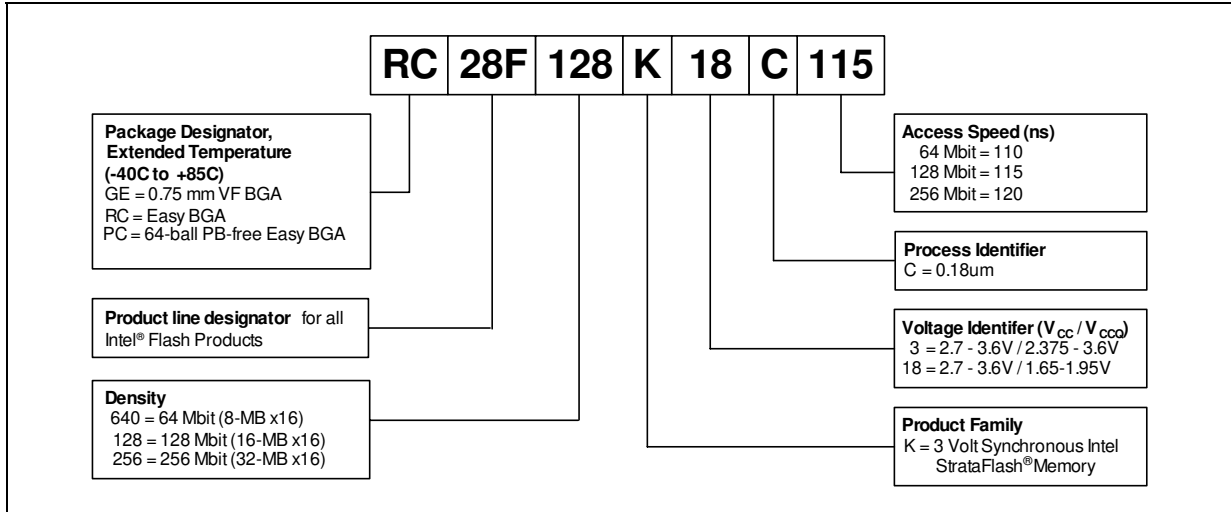 RC 28F 128 K 18 C 115
Package Designator,
Extended Temperature
(-40C to +85C)
GE = 0.75 mm VF BGA
RC = Easy BGA
PC = 64-ball PB-free Easy BGA
Product line designator for all
Intel® Flash Products
Density
640 = 64 Mbit (8-MB x16)
128 = 128 Mbit (16-MB x16)
256 = 256 Mbit (32-MB x16)
Access Speed (ns)
64 Mbit = 110
128 Mbit = 115
256 Mbit = 120
Process Identifier
C = 0.18um
Voltage Identifer (VCC / VCCQ)
3 = 2.7 - 3.6V / 2.375 - 3.6V
18 = 2.7 - 3.6V / 1.65-1.95V
Product Family
K = 3 Volt Synchronous Intel
StrataFlash® Memory